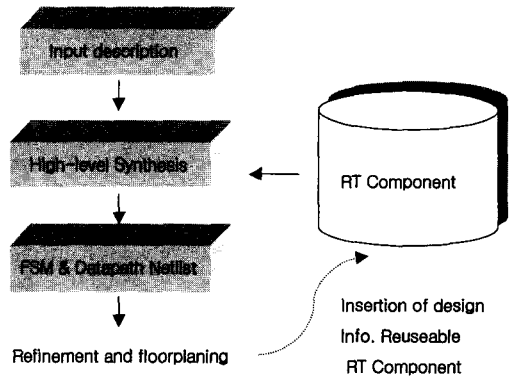 Input description
High-level Synthesis
RT Component
FSM & Datapath Netlist
Refinement and floorplaning
Insertion of design
Info. Reuseable
RT Component